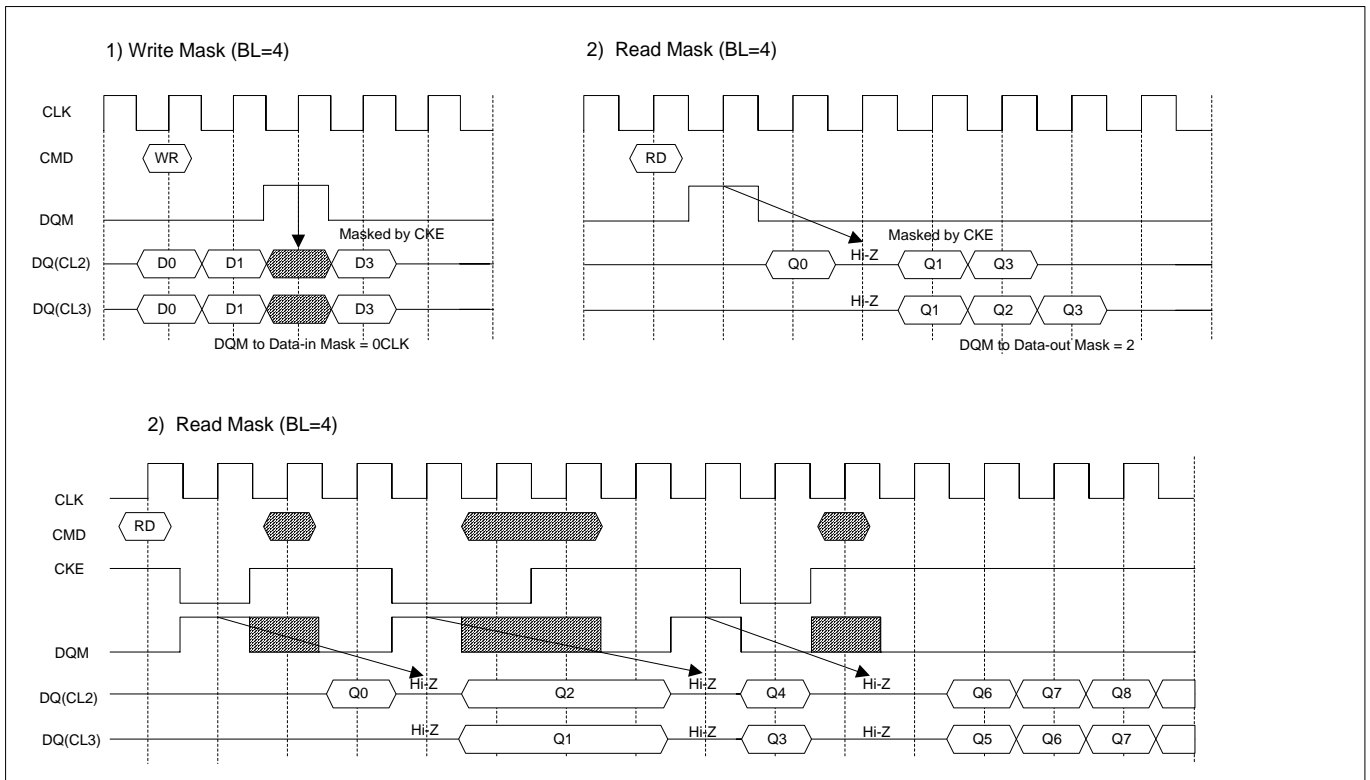 1) Write Mask (BL=4)
CLK
CMD
WR
DQM
Masked by CKE
DQ(CL2)
D0
D1
D3
DQ(CL3)
D0
D1
D3
DQM to Data-in Mask = 0CLK
2) Read Mask (BL=4)
RD
Masked by CKE
Hi-Z
Q0
Q1
Q3
Hi-Z
Q1
Q2
Q3
DQM to Data-out Mask = 2
2) Read Mask (BL=4)
CLK
RD
CMD
CKE
DQM
DQ(CL2)
Q0
Hi-Z
Q2
Hi-Z
Q4
Hi-Z
Q6
Q7
Q8
DQ(CL3)
Hi-Z
Q1
Hi-Z
Q3
Hi-Z
Q5
Q6
Q7